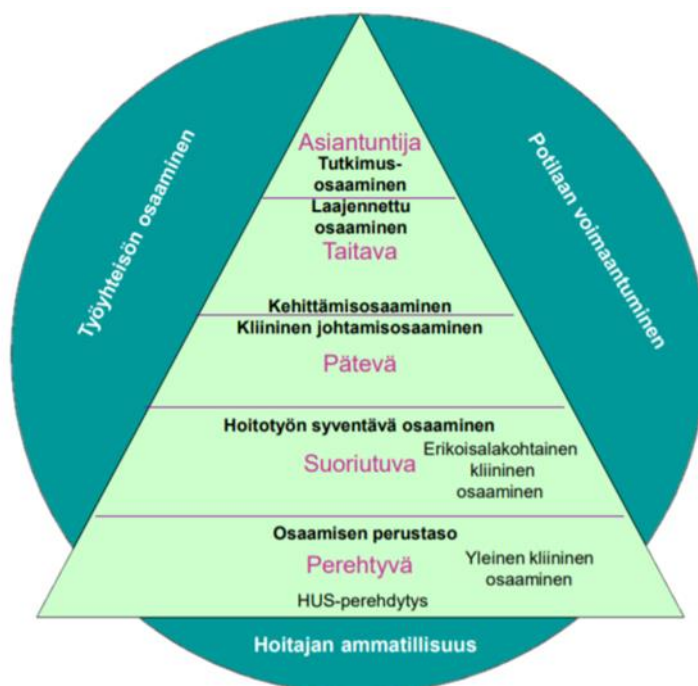 Työyhteisön osaaminen
Potilaan voimaantuminen
Asiantuntija
Tutkimus-
osaaminen
Laajennettu
osaaminen
Taitava
Kehittämisosaaminen
Kliininen johtamisosaaminen
Pätevä
Hoitotyön syventävä osaaminen
Suoriutuva
Erikoisalakohtainen
kliininen
osaaminen
Osaamisen perustaso
Perehtyvä
Yleinen kliininen
osaaminen
HUS-perehdytys
Hoitajan ammatillisuus